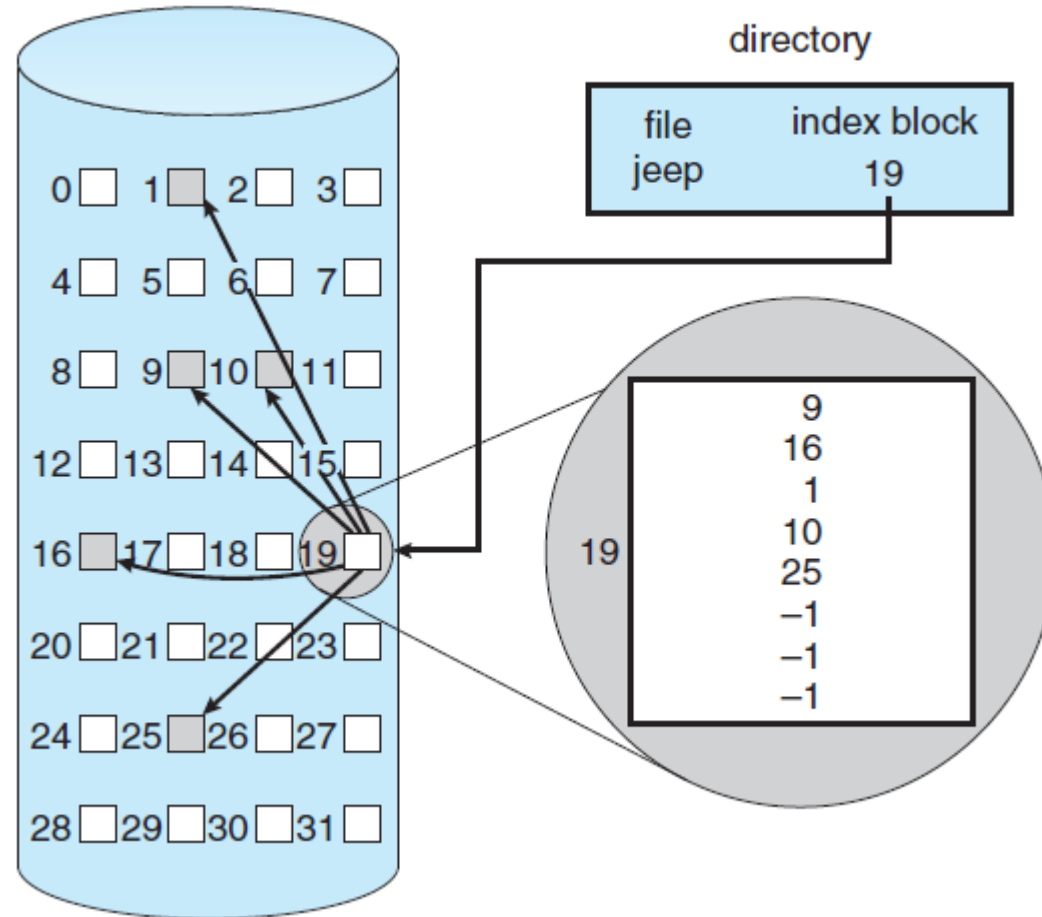 directory
file index block
jeep 19
0 1 2 3
4 5 6 7
8 9 10 11
12 13 14 15
16 17 18 19
20 21 22 23
24 25 26 27
28 29 30 31
19
9
16
1
10
25
–1
–1
–1